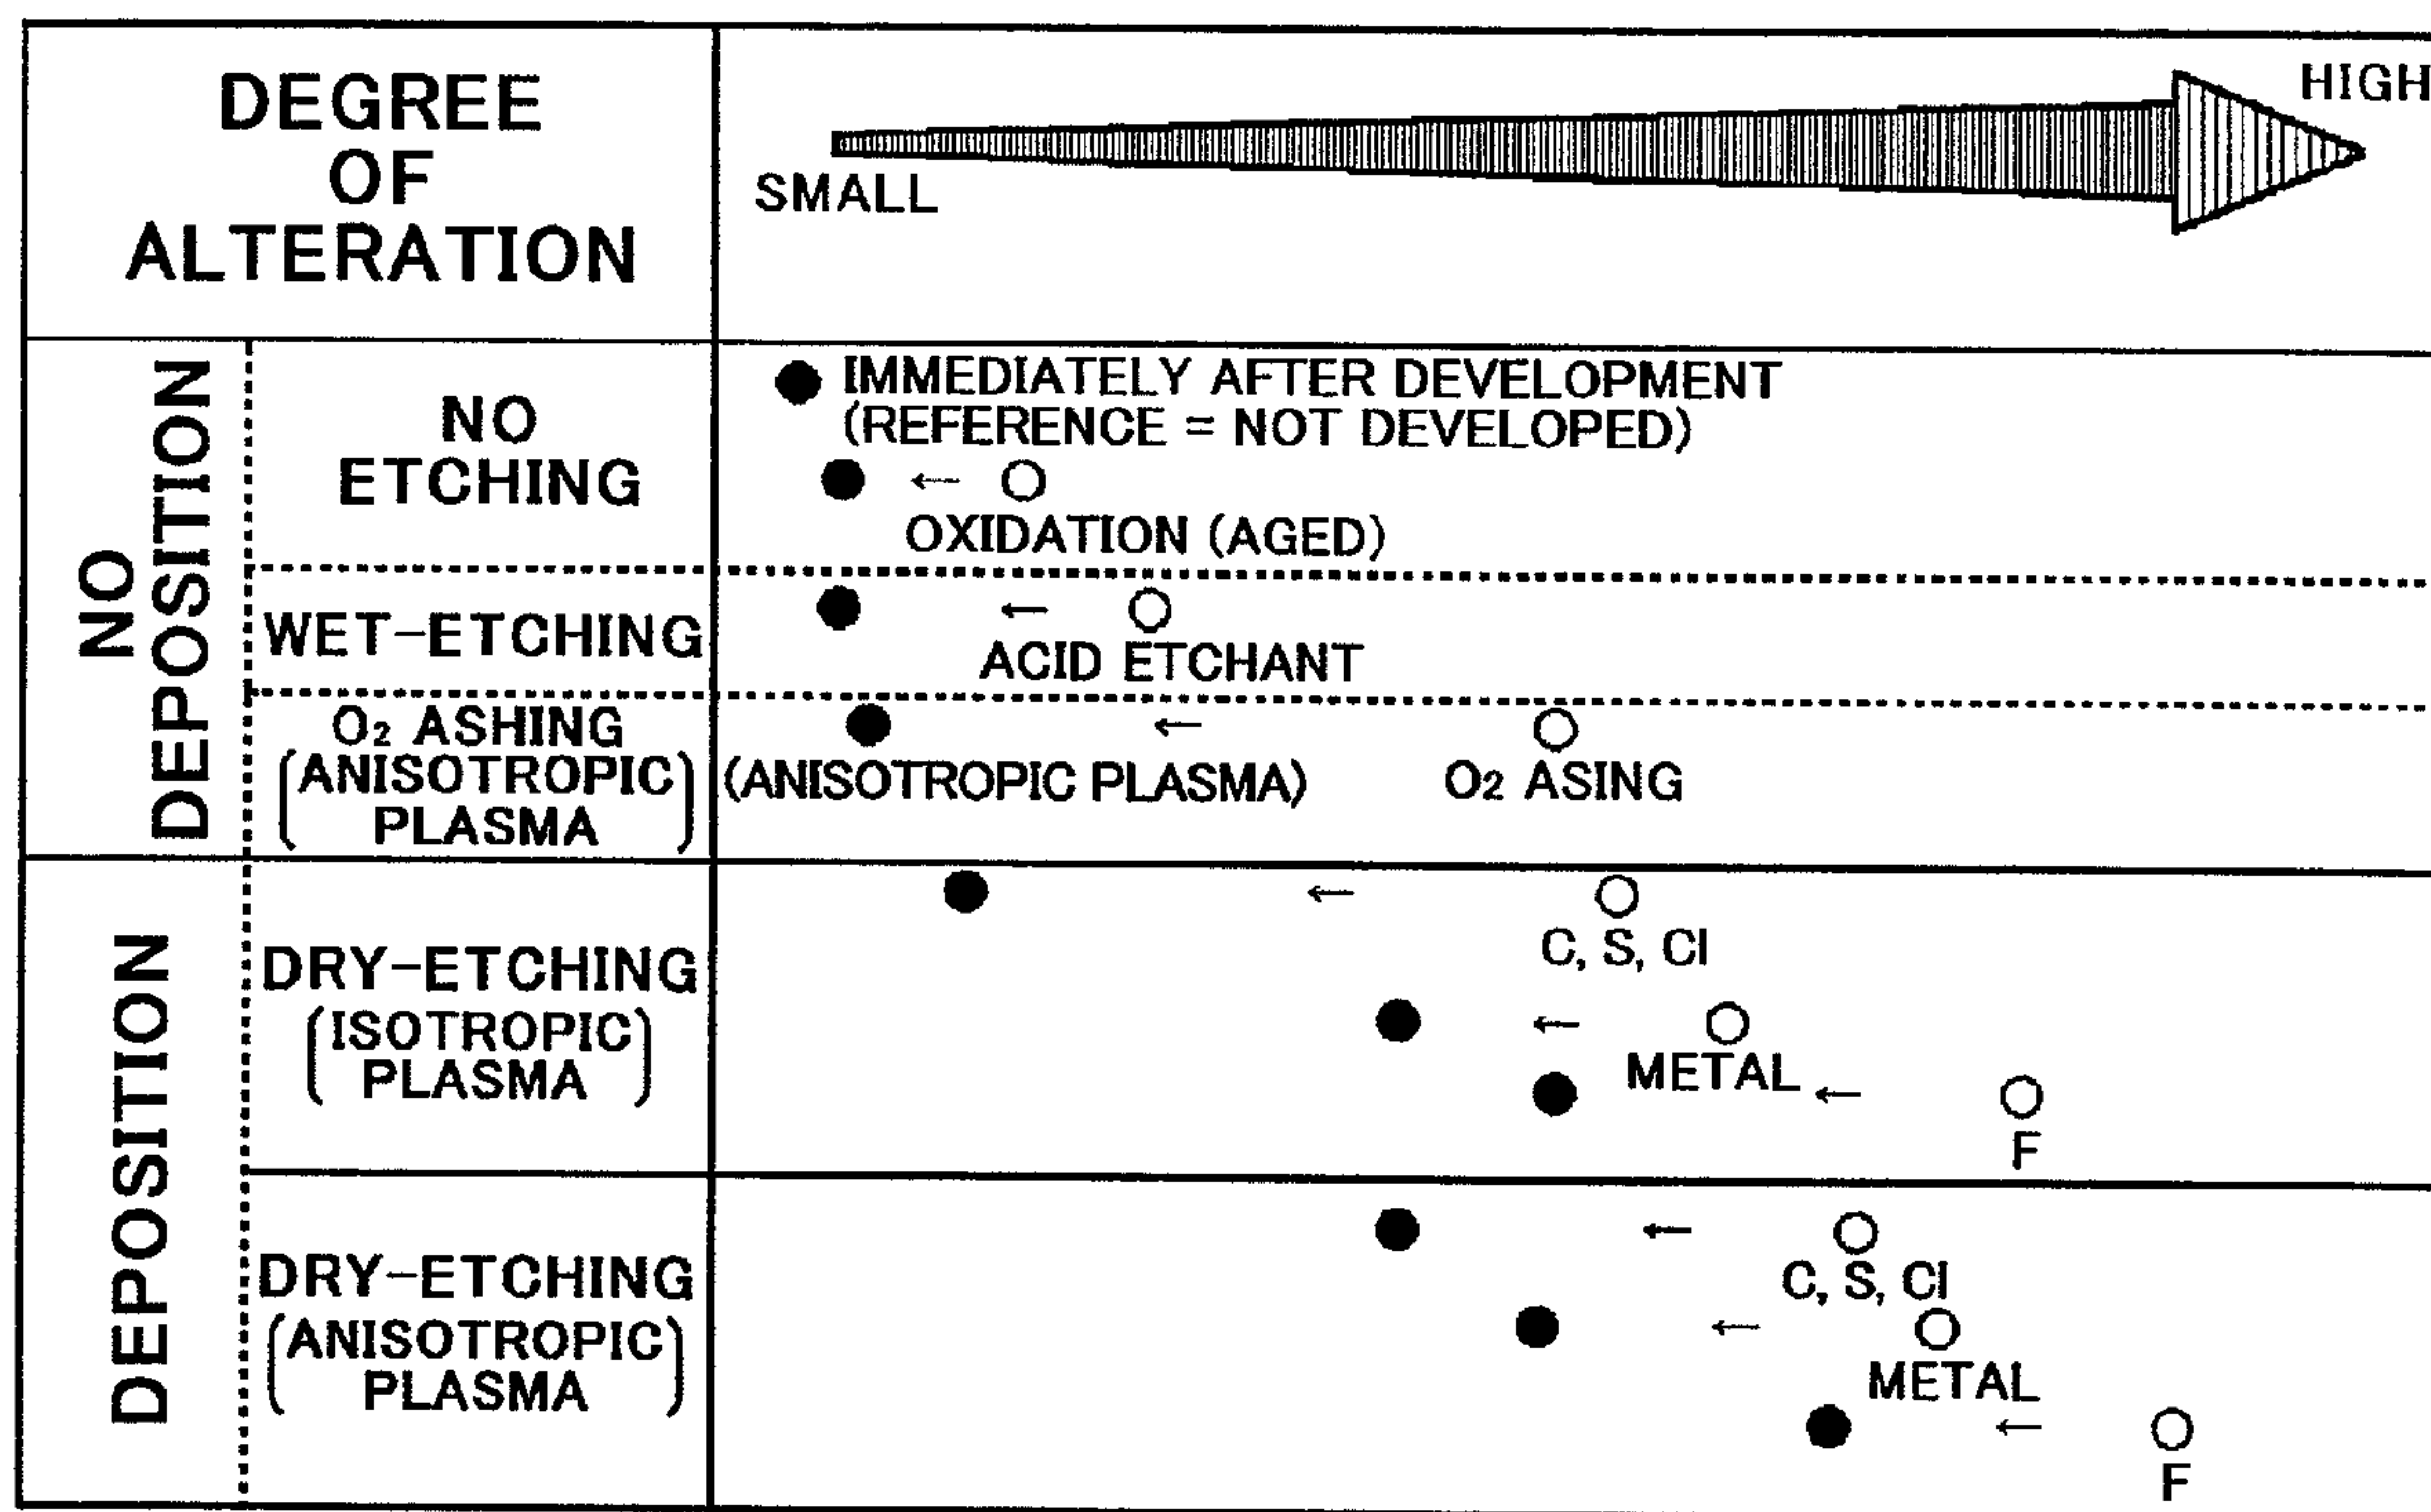 DEGREE
OF
ALTERATION
HIGH
SMALL
NO
DEPOSITION
NO
ETCHING
IMMEDIATELY AFTER DEVELOPMENT
(REFERENCE = NOT DEVELOPED)
←
OXIDATION (AGED)
WET-ETCHING
←
ACID ETCHANT
O2 ASHING
(ANISOTROPIC
PLASMA)
←
(ANISOTROPIC PLASMA)
O2 ASING
DEPOSITION
DRY-ETCHING
(ISOTROPIC
PLASMA)
←
C, S, Cl
←
METAL
←
F
DRY-ETCHING
(ANISOTROPIC
PLASMA)
←
C, S, Cl
←
METAL
←
F